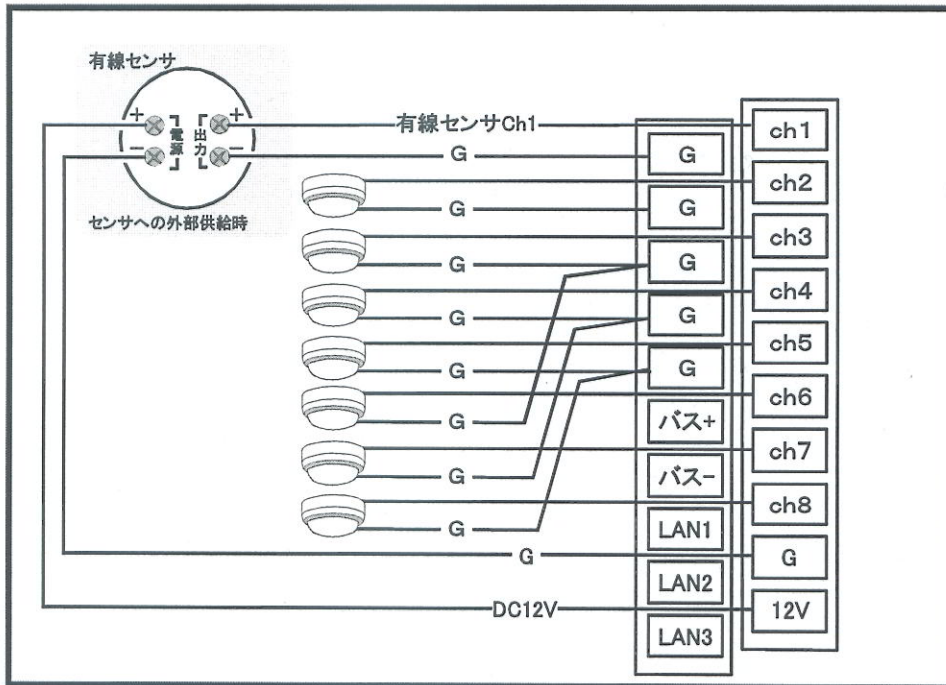 有線センサ
+ 電源 出力 +
- -
センサへの外部供給時
有線センサCh1
G
G
G
G
G
G
G
G
G
DC12V
G
G
G
G
G
バス+
バス-
LAN1
LAN2
LAN3
ch1
ch2
ch3
ch4
ch5
ch6
ch7
ch8
G
12V